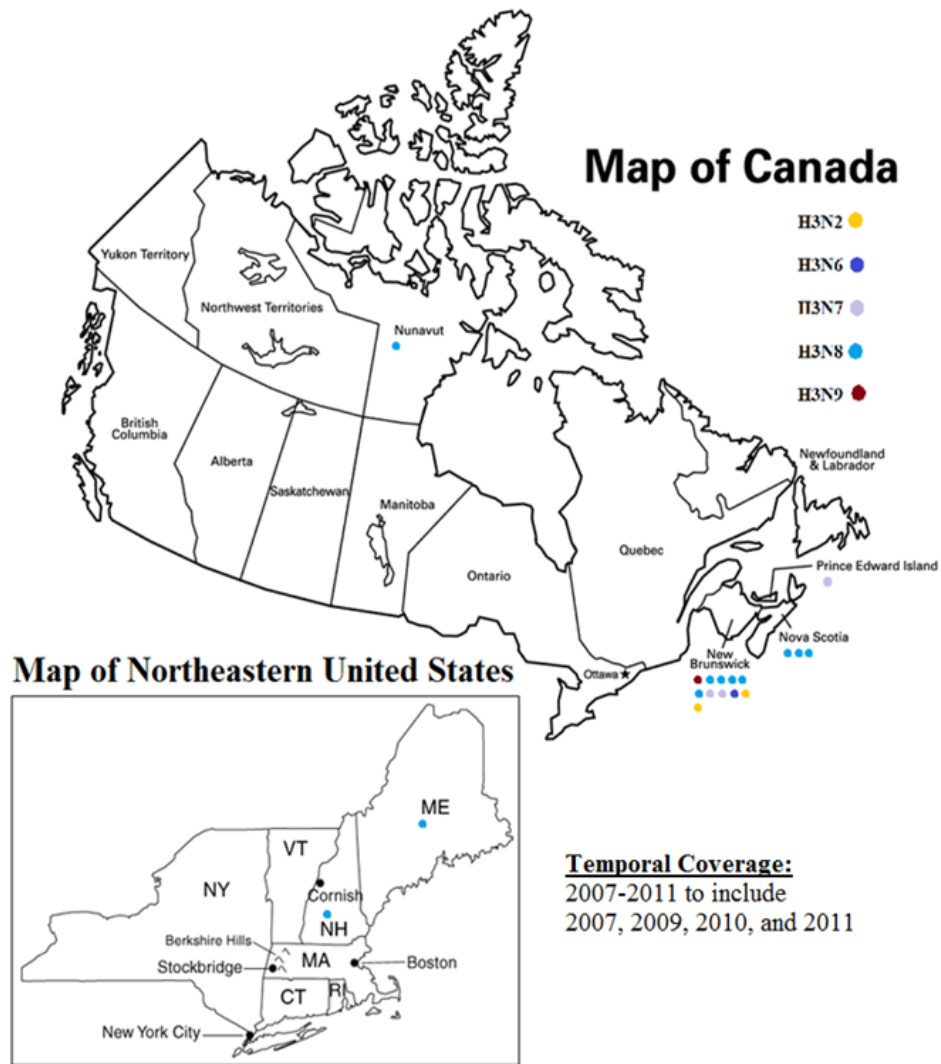 Map of Canada
H3N2
H3N6
H3N7
H3N8
H3N9
Yukon Territory
Northwest Territories
Nunavut
British
Columbia
Alberta
Saskatchewan
Manitoba
Ontario
Quebec
Newfoundland
& Labrador
Prince Edward Island
Nova Scotia
New
Brunswick
Ottawa
Map of Northeastern United States
ME
VT
NY
Cornish
NH
Berkshire Hills
MA
Stockbridge
Boston
CT
RI
New York City
Temporal Coverage:
2007-2011 to include
2007, 2009, 2010, and 2011